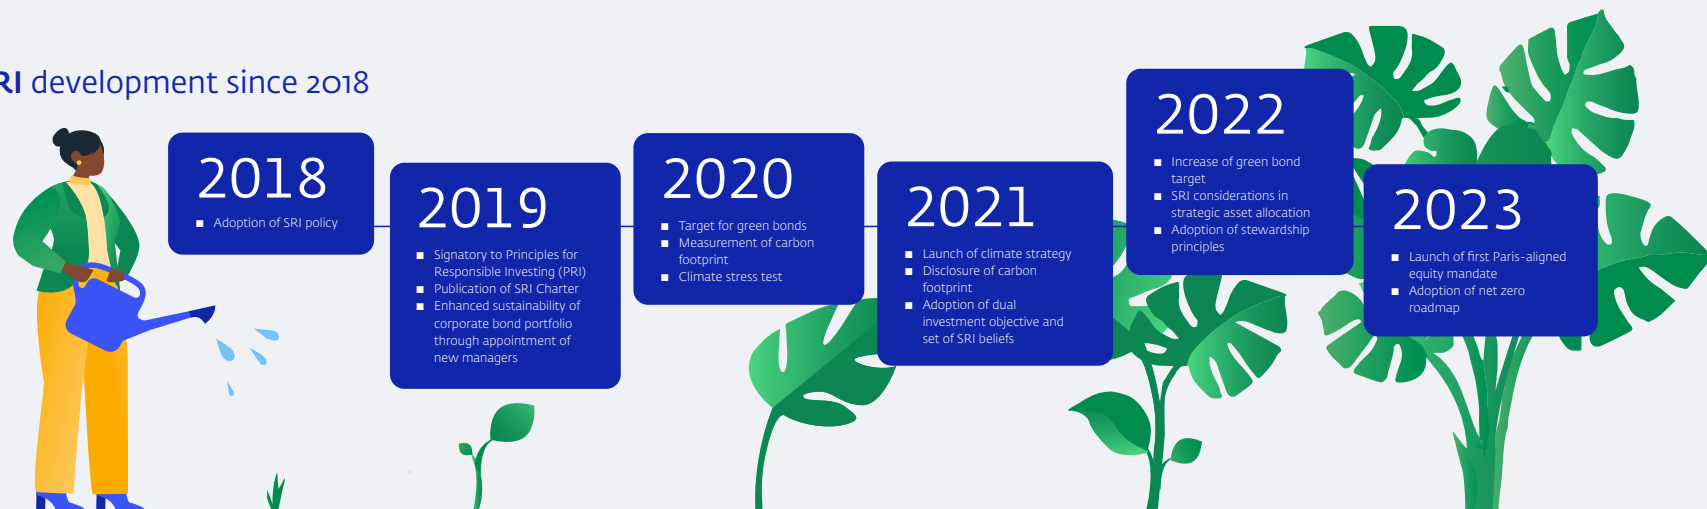 RI development since 2018
2018
■ Adoption of SRI policy
2019
■ Signatory to Principles for
Responsible Investing (PRI)
■ Publication of SRI Charter
■ Enhanced sustainability of
corporate bond portfolio
through appointment of
new managers
2020
■ Target for green bonds
■ Measurement of carbon
footprint
■ Climate stress test
2021
■ Launch of climate strategy
■ Disclosure of carbon
footprint
■ Adoption of dual
investment objective and
set of SRI beliefs
2022
■ Increase of green bond
target
■ SRI considerations in
strategic asset allocation
■ Adoption of stewardship
principles
2023
■ Launch of first Paris-aligned
equity mandate
■ Adoption of net zero
roadmap